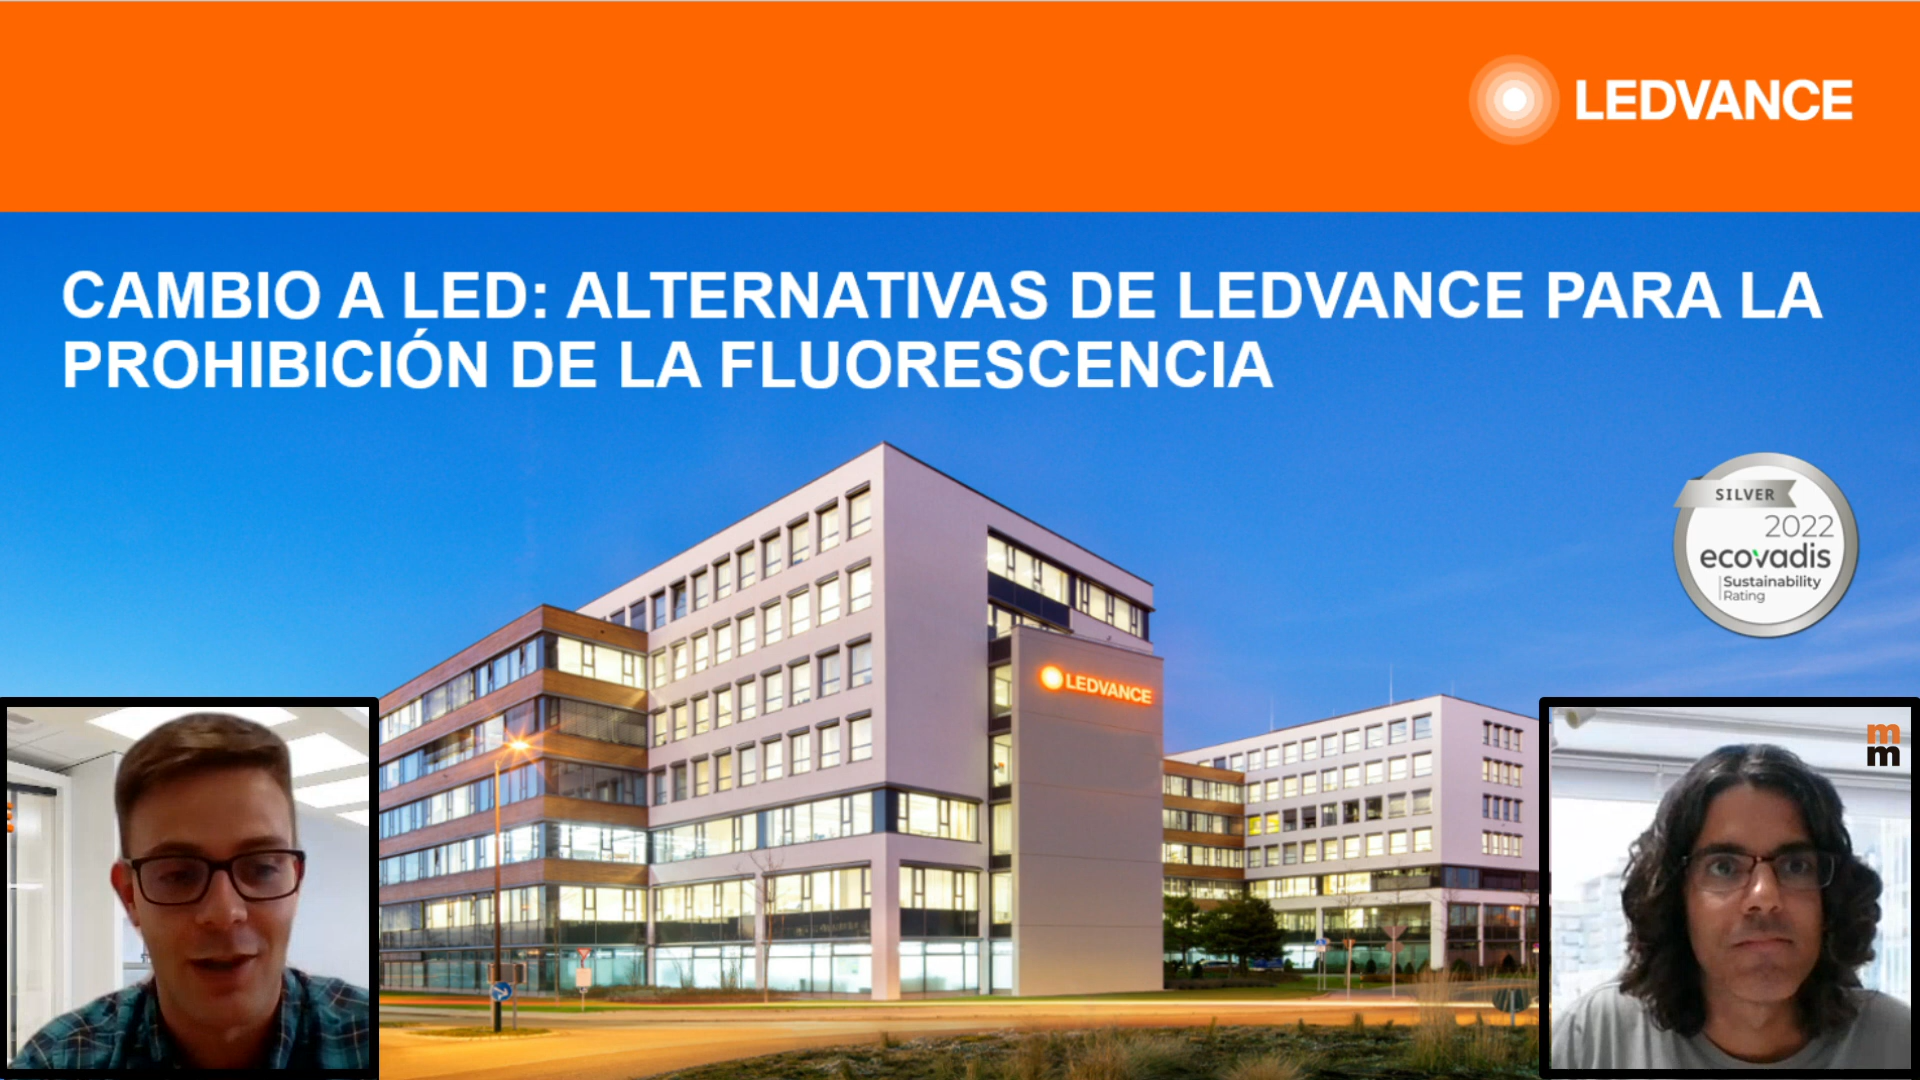 LEDVANCE
CAMBIO A LED: ALTERNATIVAS DE LEDVANCE PARA LA
PROHIBICIÓN DE LA FLUORESCENCIA
SILVER
2022
ecovadis
Sustainability
Rating
LEDVANCE
mm